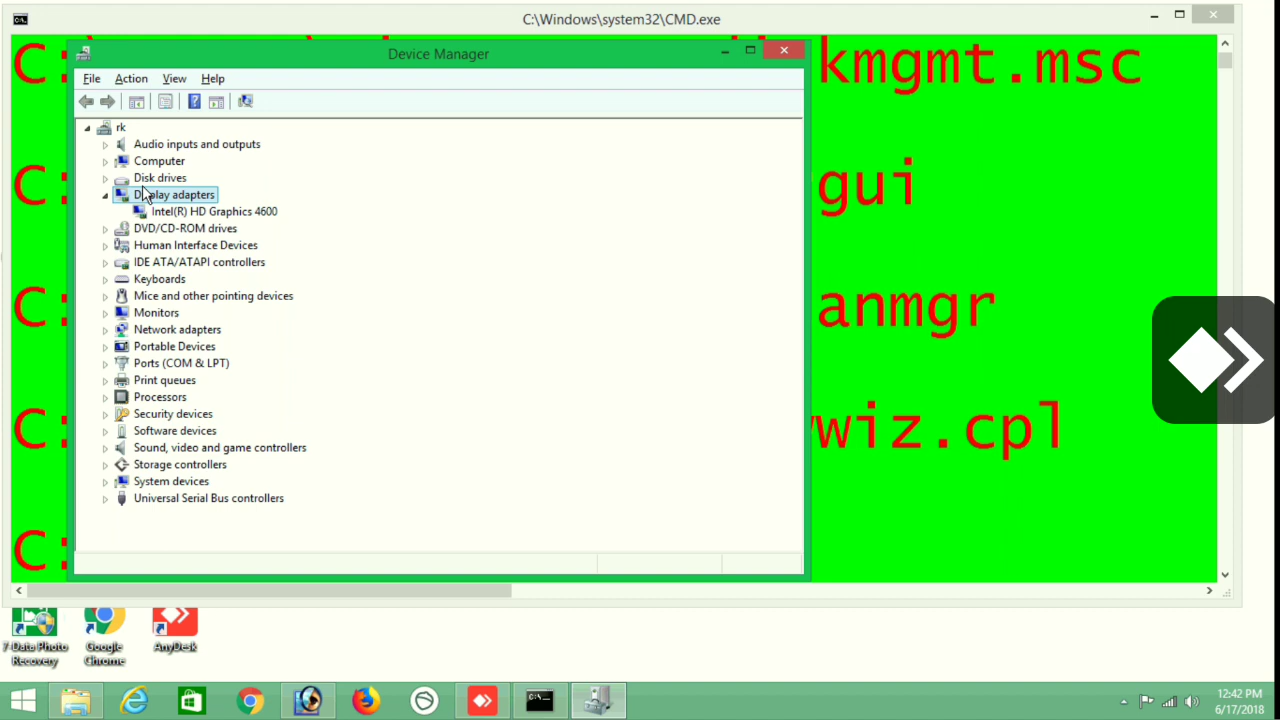 C:\Windows\system32\CMD.exe
Device Manager
kmgmt.msc
File Action View Help
rk
Audio inputs and outputs
Computer
Disk drives
gui
Display adapters
Intel(R) HD Graphics 4600
DVD/CD-ROM drives
Human Interface Devices
IDE ATA/ATAPI controllers
Keyboards
Mice and other pointing devices
anmgr
Monitors
Network adapters
Portable Devices
Ports (COM & LPT)
Print queues
Processors
Security devices
wiz.cpl
Software devices
Sound, video and game controllers
Storage controllers
System devices
Universal Serial Bus controllers
C:
7-Data Photo
Recovery
Google
Chrome
AnyDesk
12:42 PM
6/17/2018